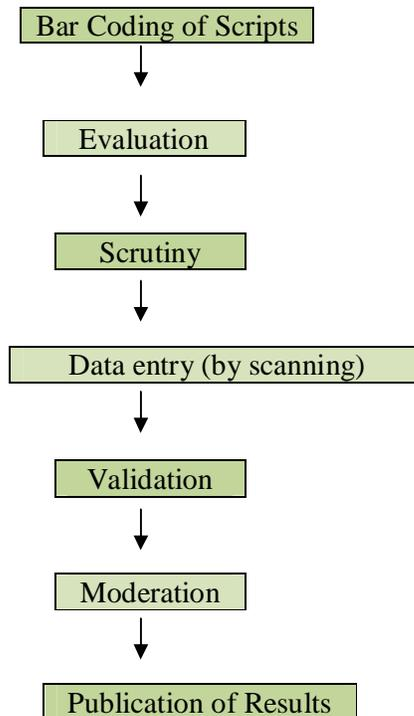 Bar Coding of Scripts
Evaluation
Scrutiny
Data entry (by scanning)
Validation
Moderation
Publication of Results